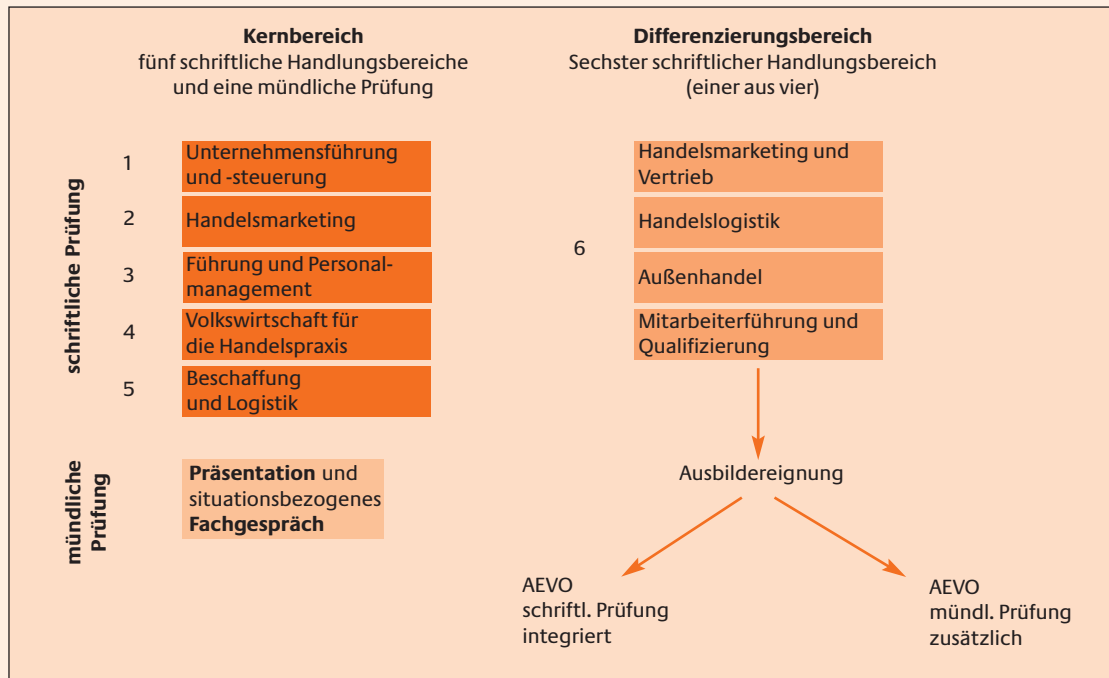 Kernbereich
fünf schriftliche Handlungsbereiche
und eine mündliche Prüfung
Differenzierungsbereich
Sechster schriftlicher Handlungsbereich
(einer aus vier)
schriftliche Prüfung
1
Unternehmensführung
und -steuerung
2
Handelsmarketing
3
Führung und Personal-
management
4
Volkswirtschaft für
die Handelspraxis
5
Beschaffung
und Logistik
6
Handelsmarketing und
Vertrieb
Handelslogistik
Außenhandel
Mitarbeiterführung und
Qualifizierung
mündliche
Prüfung
Präsentation und
situationsbezogenes
Fachgespräch
Ausbildereignung
AEVO
schriftl. Prüfung
integriert
AEVO
mündl. Prüfung
zusätzlich